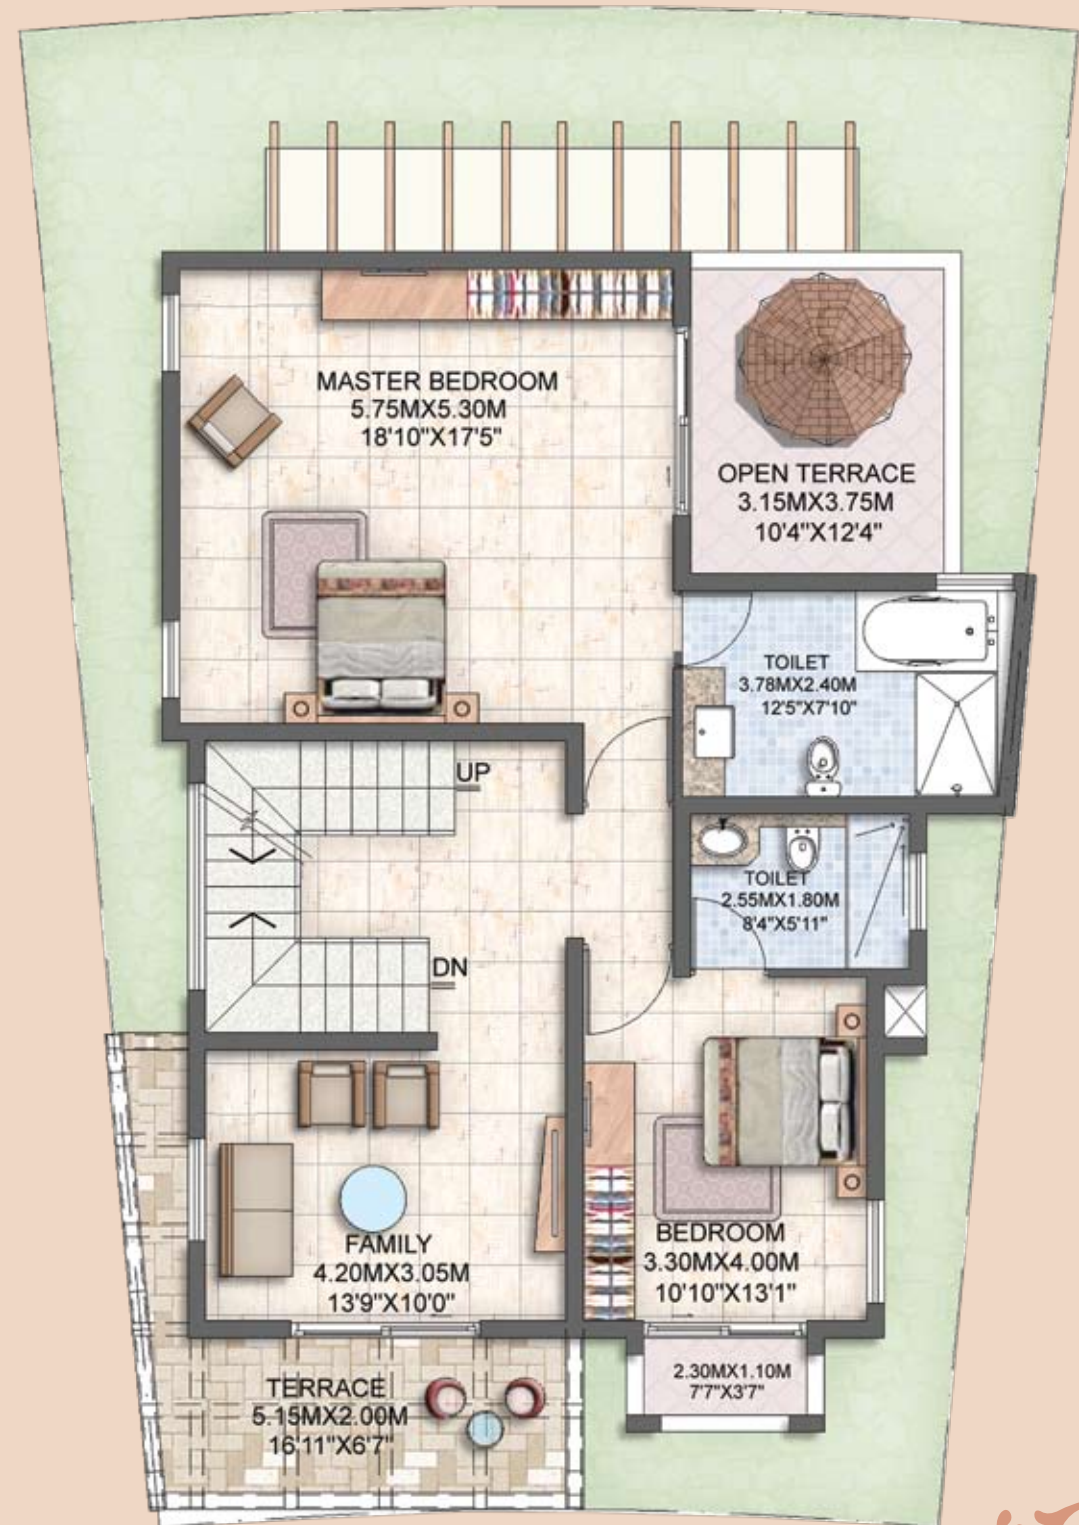 MASTER BEDROOM
5.75MX5.30M
18'10"X17'5"
OPEN TERRACE
3.15MX3.75M
10'4"X12'4"
TOILET
3.78MX2.40M
12'5"X7'10"
UP
TOILET
2.55MX1.80M
8'4"X5'11"
DN
FAMILY
4.20MX3.05M
13'9"X10'0"
BEDROOM
3.30MX4.00M
10'10"X13'1"
2.30MX1.10M
7'7"X3'7"
TERRACE
5.15MX2.00M
16'11"X6'7"